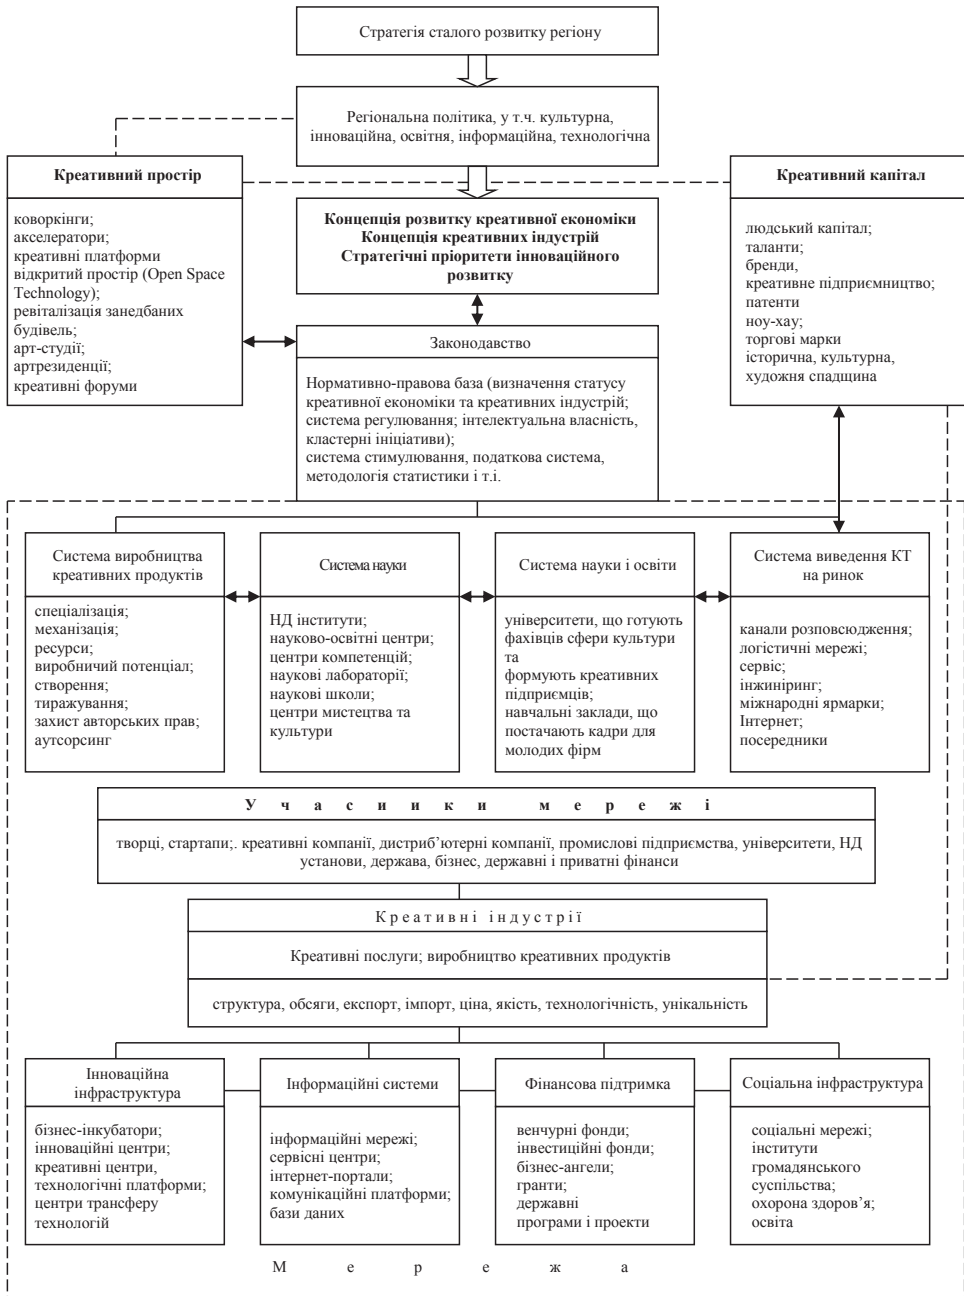 Стратегія сталого розвитку регіону
Регіональна політика, у т.ч. культурна,
інноваційна, освітня, інформаційна, технологічна
Креативний простір
коворкінги;
акселератори;
креативні платформи
відкритий простір (Open Space
Technology);
ревіталізація занедбаних
будівель;
арт-студії;
артрезиденції;
креативні форуми
Концепція розвитку креативної економіки
Концепція креативних індустрій
Стратегічні пріоритети інноваційного
розвитку
Креативний капітал
людський капітал;
таланти;
бренди,
креативне підприємництво;
патенти
ноу-хау;
торгові марки
історична, культурна,
художня спадщина
Законодавство
Нормативно-правова база (визначення статусу
креативної економіки та креативних індустрій;
система регулювання; інтелектуальна власність,
кластерні ініціативи);
система стимулювання, податкова система,
методологія статистики і т.і.
Система виробництва
креативних продуктів
спеціалізація;
механізація;
ресурси;
виробничий потенціал;
створення;
тиражування;
захист авторських прав;
аутсорсинг
Система науки
НД інститути;
науково-освітні центри;
центри компетенцій;
наукові лабораторії;
наукові школи;
центри мистецтва та
культури
Система науки і освіти
університети, що готують
фахівців сфери культури
та
формують креативних
підприємців;
навчальні заклади, що
постачають кадри для
молодих фірм
Система виведення КТ
на ринок
канали розповсюдження;
логістичні мережі;
сервіс;
інжиніринг;
міжнародні ярмарки;
Інтернет;
посередники
У ч а с и и к и м е р е ж і
творці, стартапи;. креативні компанії, дистриб’ютерні компанії, промислові підприємства, університети, НД
установи, держава, бізнес, державні і приватні фінанси
К р е а т и в н і і н д у с т р і ї
Креативні послуги; виробництво креативних продуктів
структура, обсяги, експорт, імпорт, ціна, якість, технологічність, унікальність
Інноваційна
інфраструктура
бізнес-інкубатори;
інноваційні центри;
креативні центри,
технологічні платформи;
центри трансферу
технологій
Інформаційні системи
інформаційні мережі;
сервісні центри;
інтернет-портали;
комунікаційні платформи;
бази даних
Фінансова підтримка
венчурні фонди;
інвестиційні фонди;
бізнес-ангели;
гранти;
державні
програми і проекти
Соціальна інфраструктура
соціальні мережі;
інститути
громадянського
суспільства;
охорона здоров’я;
освіта
М е р е ж а